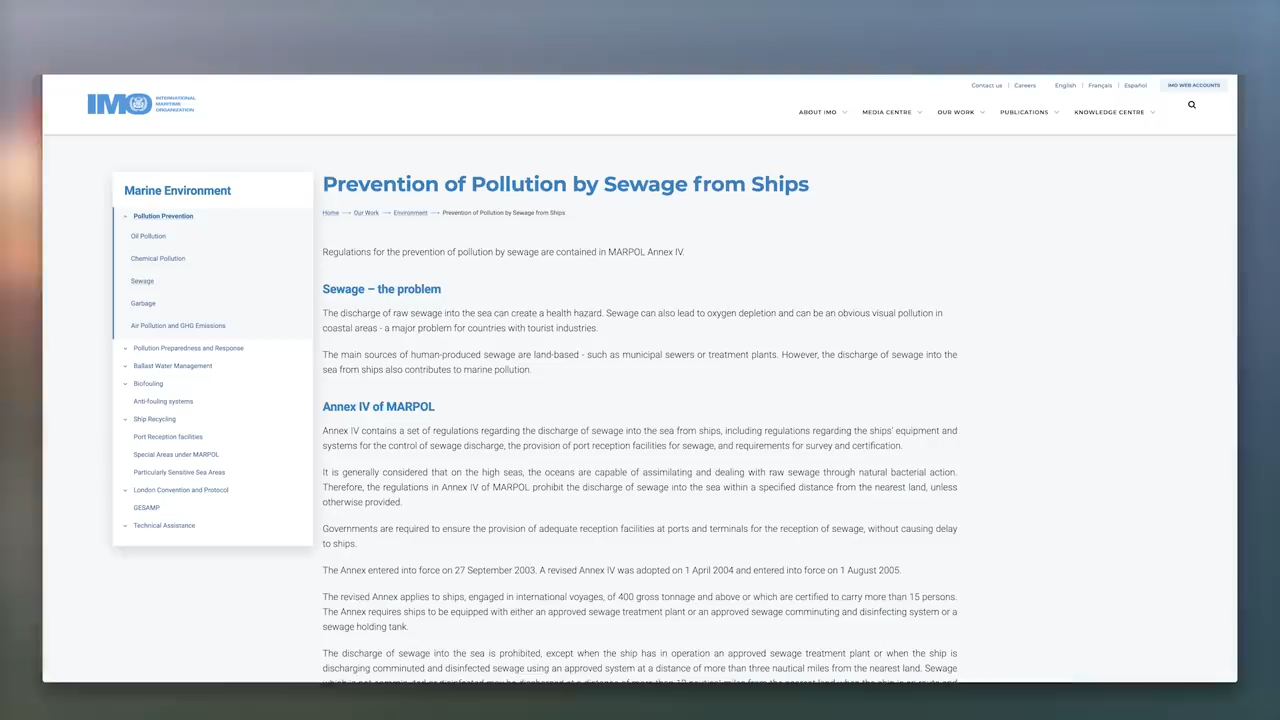 Contact us
Careers
English
Français
Español
IMO WEB ACCOUNTS
IMO
INTERNATIONAL
MARITIME
ORGANIZATION
ABOUT IMO
MEDIA CENTRE
OUR WORK
PUBLICATIONS
KNOWLEDGE CENTRE
Marine Environment
Pollution Prevention
Oil Pollution
Chemical Pollution
Sewage
Garbage
Air Pollution and GHG Emissions
Pollution Preparedness and Response
Ballast Water Management
Biofouling
Anti-fouling systems
Ship Recycling
Port Reception facilities
Special Areas under MARPOL
Particularly Sensitive Sea Areas
London Convention and Protocol
GESAMP
Technical Assistance
Prevention of Pollution by Sewage from Ships
Home → Our Work → Environment → Prevention of Pollution by Sewage from Ships
Regulations for the prevention of pollution by sewage are contained in MARPOL Annex IV.
Sewage – the problem
The discharge of raw sewage into the sea can create a health hazard. Sewage can also lead to oxygen depletion and can be an obvious visual pollution in
coastal areas - a major problem for countries with tourist industries.
The main sources of human-produced sewage are land-based - such as municipal sewers or treatment plants. However, the discharge of sewage into the
sea from ships also contributes to marine pollution.
Annex IV of MARPOL
Annex IV contains a set of regulations regarding the discharge of sewage into the sea from ships, including regulations regarding the ships' equipment and
systems for the control of sewage discharge, the provision of port reception facilities for sewage, and requirements for survey and certification.
It is generally considered that on the high seas, the oceans are capable of assimilating and dealing with raw sewage through natural bacterial action.
Therefore, the regulations in Annex IV of MARPOL prohibit the discharge of sewage into the sea within a specified distance from the nearest land, unless
otherwise provided.
Governments are required to ensure the provision of adequate reception facilities at ports and terminals for the reception of sewage, without causing delay
to ships.
The Annex entered into force on 27 September 2003. A revised Annex IV was adopted on 1 April 2004 and entered into force on 1 August 2005.
The revised Annex applies to ships, engaged in international voyages, of 400 gross tonnage and above or which are certified to carry more than 15 persons.
The Annex requires ships to be equipped with either an approved sewage treatment plant or an approved sewage comminuting and disinfecting system or a
sewage holding tank.
The discharge of sewage into the sea is prohibited, except when the ship has in operation an approved sewage treatment plant or when the ship is
discharging comminuted and disinfected sewage using an approved system at a distance of more than three nautical miles from the nearest land. Sewage